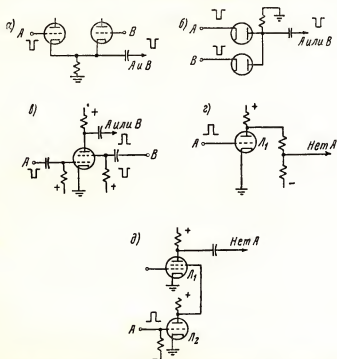 а)
А
В
А и В
б)
А
В
А или В
в)
+
А или В
А
В
+
+
г)
+
А
Л₁
Нет А
−
д)
+
Нет А
Л₁
+
А
Л₂